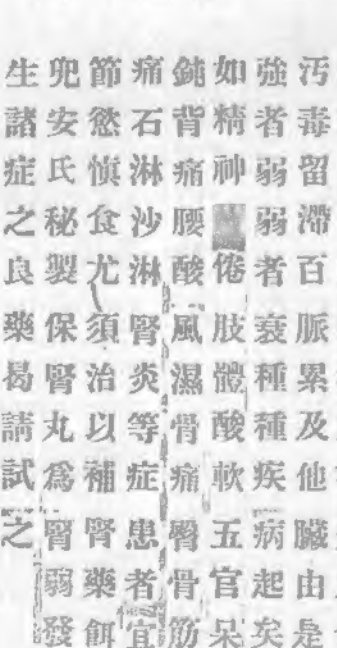 汚毒留滯百脈累及他臟由是
強者弱弱者衰種種疾病起矣
如精神倦肢體酸軟五官呆
鈍背痛腰酸風濕骨痛臀骨筋
痛石淋沙淋腎炎等症患者宜
節慾愼食尤須治以補腎藥餌
兜安氏秘製保腎丸爲腎弱發
生諸症之良藥曷請試之